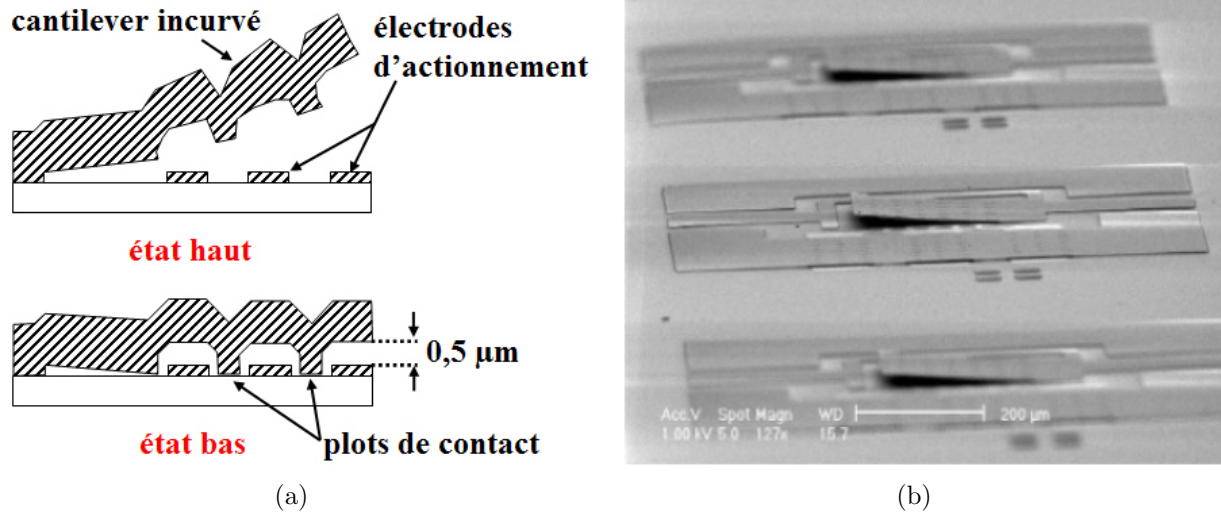 cantilever incurvé
électrodes
d'actionnement
état haut
0,5 µm
état bas
plots de contact
(a)
Acc.V Spot Magn WD 200 µm
1.00 kV 5.0 127x 15.7
(b)